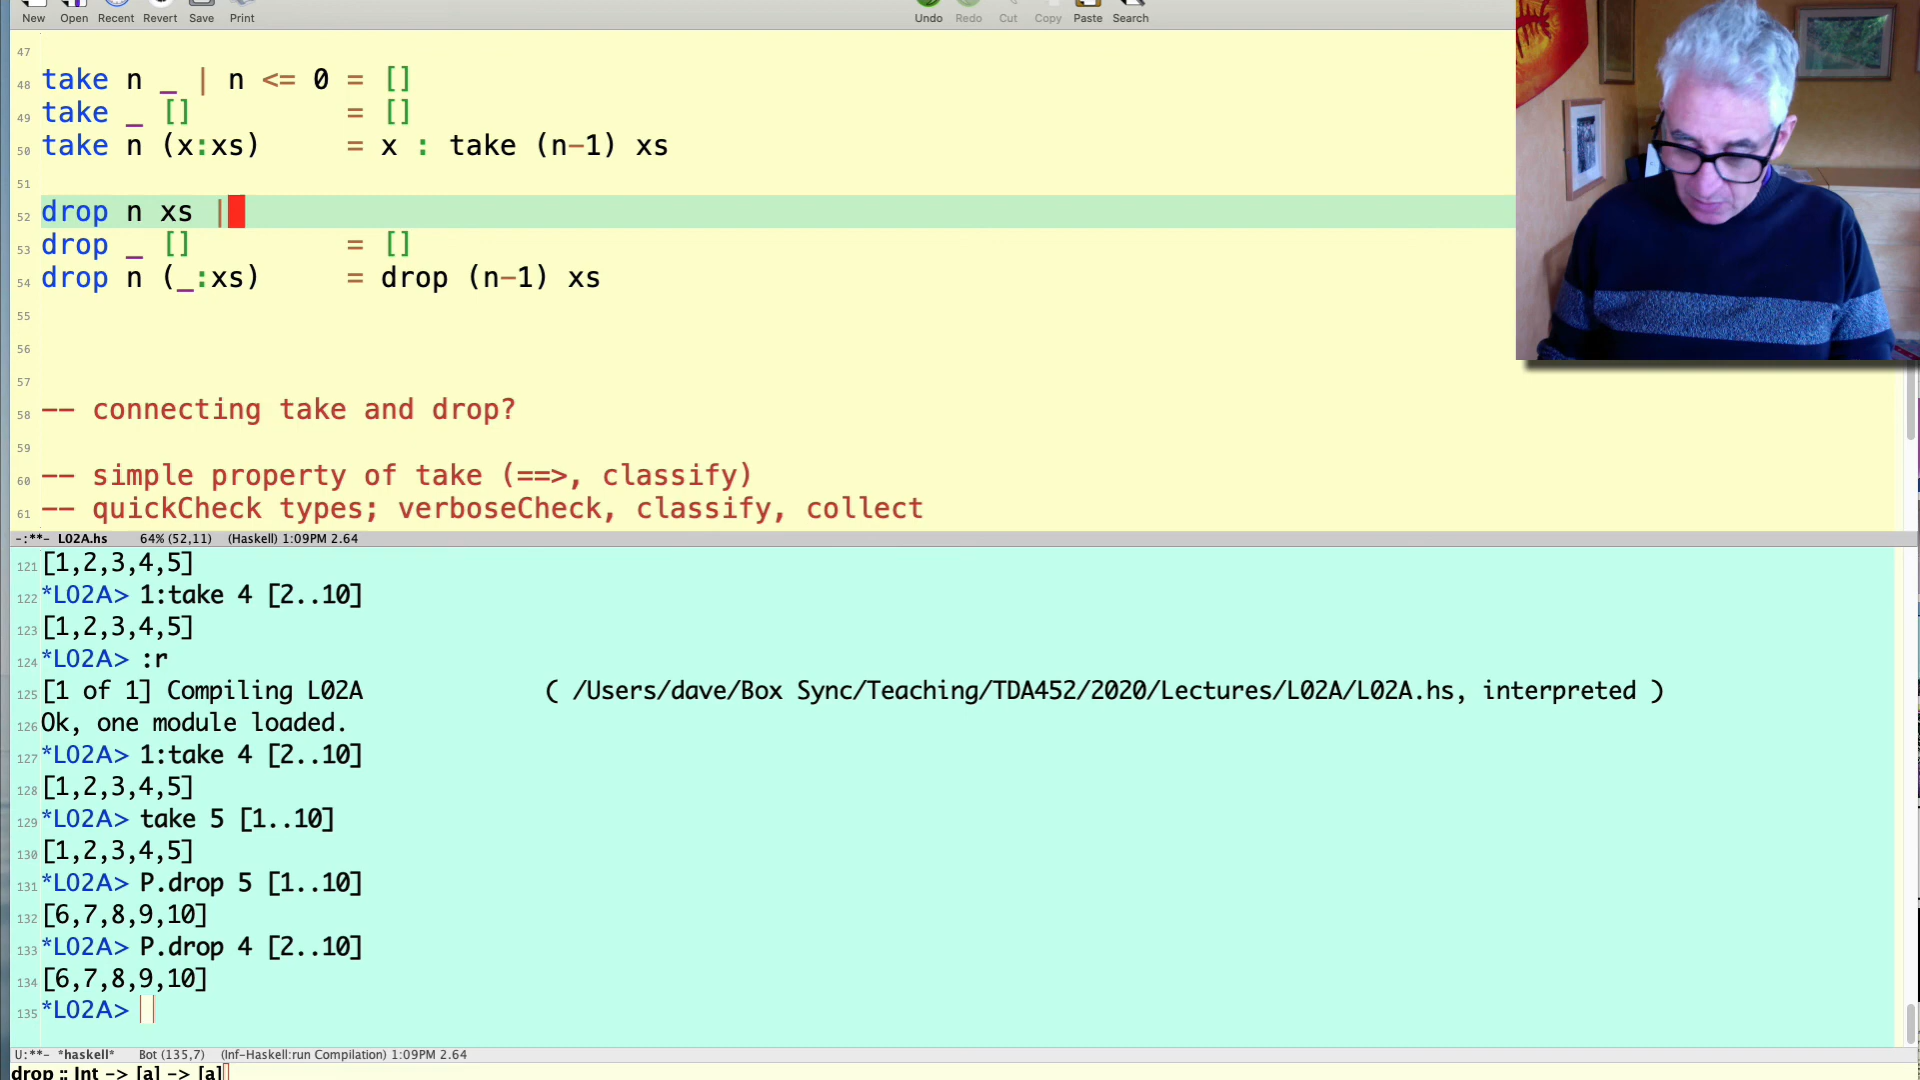 New Open Recent Revert Save Print Undo Redo Cut Copy Paste Search
47
48 take n _ | n <= 0 = []
49 take _ [] = []
50 take n (x:xs) = x : take (n-1) xs
51
52 drop n xs |
53 drop _ [] = []
54 drop n (_:xs) = drop (n-1) xs
55
56
57
58 -- connecting take and drop?
59
60 -- simple property of take (==>, classify)
61 -- quickCheck types; verboseCheck, classify, collect
-:**- L02A.hs 64% (52,11) (Haskell) 1:09PM 2.64
121 [1,2,3,4,5]
122 *L02A> 1:take 4 [2..10]
123 [1,2,3,4,5]
124 *L02A> :r
125 [1 of 1] Compiling L02A ( /Users/dave/Box Sync/Teaching/TDA452/2020/Lectures/L02A/L02A.hs, interpreted )
126 Ok, one module loaded.
127 *L02A> 1:take 4 [2..10]
128 [1,2,3,4,5]
129 *L02A> take 5 [1..10]
130 [1,2,3,4,5]
131 *L02A> P.drop 5 [1..10]
132 [6,7,8,9,10]
133 *L02A> P.drop 4 [2..10]
134 [6,7,8,9,10]
135 *L02A>
U:**- *haskell* Bot (135,7) (Inf-Haskell:run Compilation) 1:09PM 2.64
drop :: Int -> [a] -> [a]